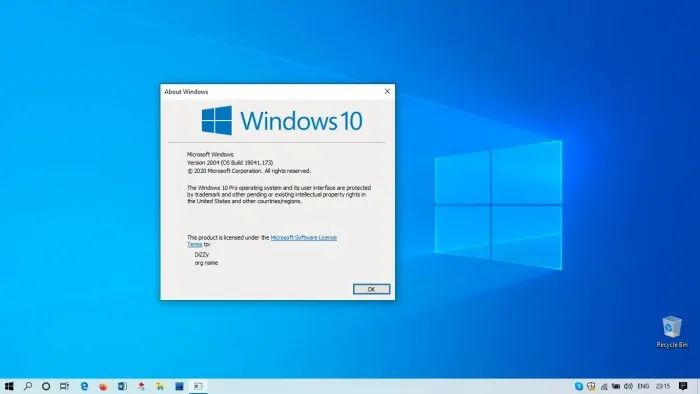 About Windows
Windows 10
Microsoft Windows
Version 2004 (OS Build 19041.173)
© 2020 Microsoft Corporation. All rights reserved.
The Windows 10 Pro operating system and its user interface are protected
by trademark and other pending or existing intellectual property rights in
the United States and other countries/regions.
This product is licensed under the Microsoft Software License
Terms to:
DiZZy
org name
OK
Recycle Bin
ENG
23:15